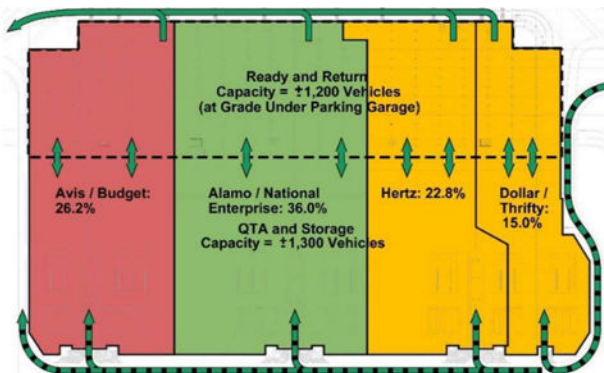 Ready and Return
Capacity = ±1,200 Vehicles
(at Grade Under Parking Garage)
Avis / Budget:
26.2%
Alamo / National
Enterprise: 36.0%
Hertz: 22.8%
Dollar /
Thrifty:
15.0%
QTA and Storage
Capacity = ±1,300 Vehicles